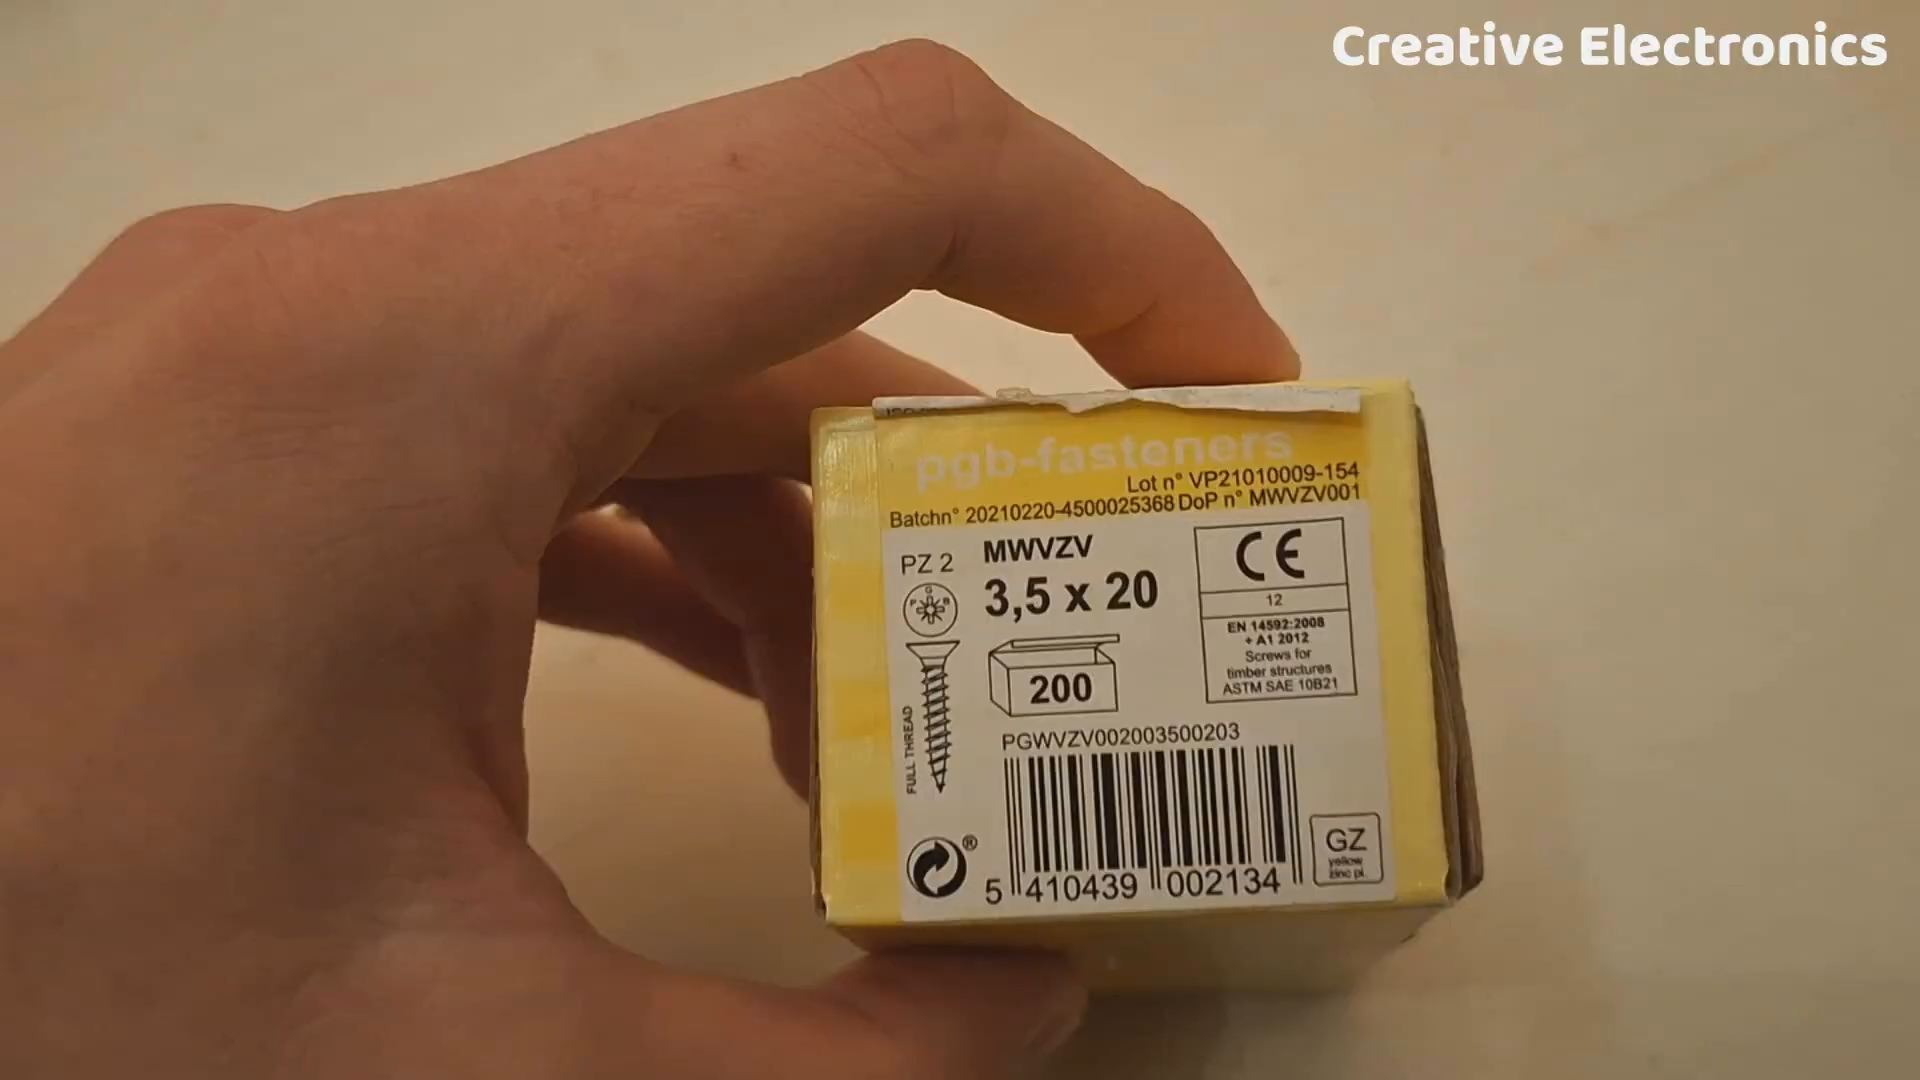 Creative Electronics
pgb-fasteners
Lot n° VP21010009-154
Batchn° 20210220-4500025368 DoP n° MWVZV001
PZ 2
MWVZV
3,5 x 20
CE
12
EN 14592:2008
+ A1 2012
Screws for
timber structures
ASTM SAE 10B21
P G B
200
FULL THREAD
PGWVZV002003500203
5 410439 002134
®
GZ
yellow
zinc pl.